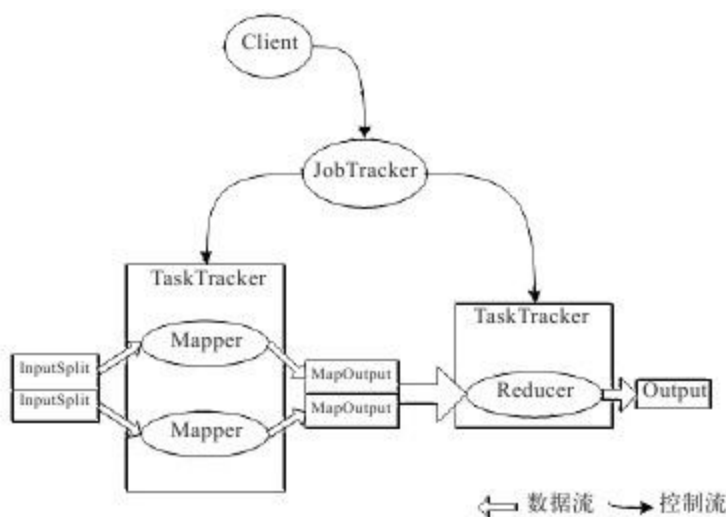 Client
JobTracker
TaskTracker
TaskTracker
Mapper
InputSplit
MapOutput
Reducer
Output
InputSplit
MapOutput
Mapper
数据流
控制流